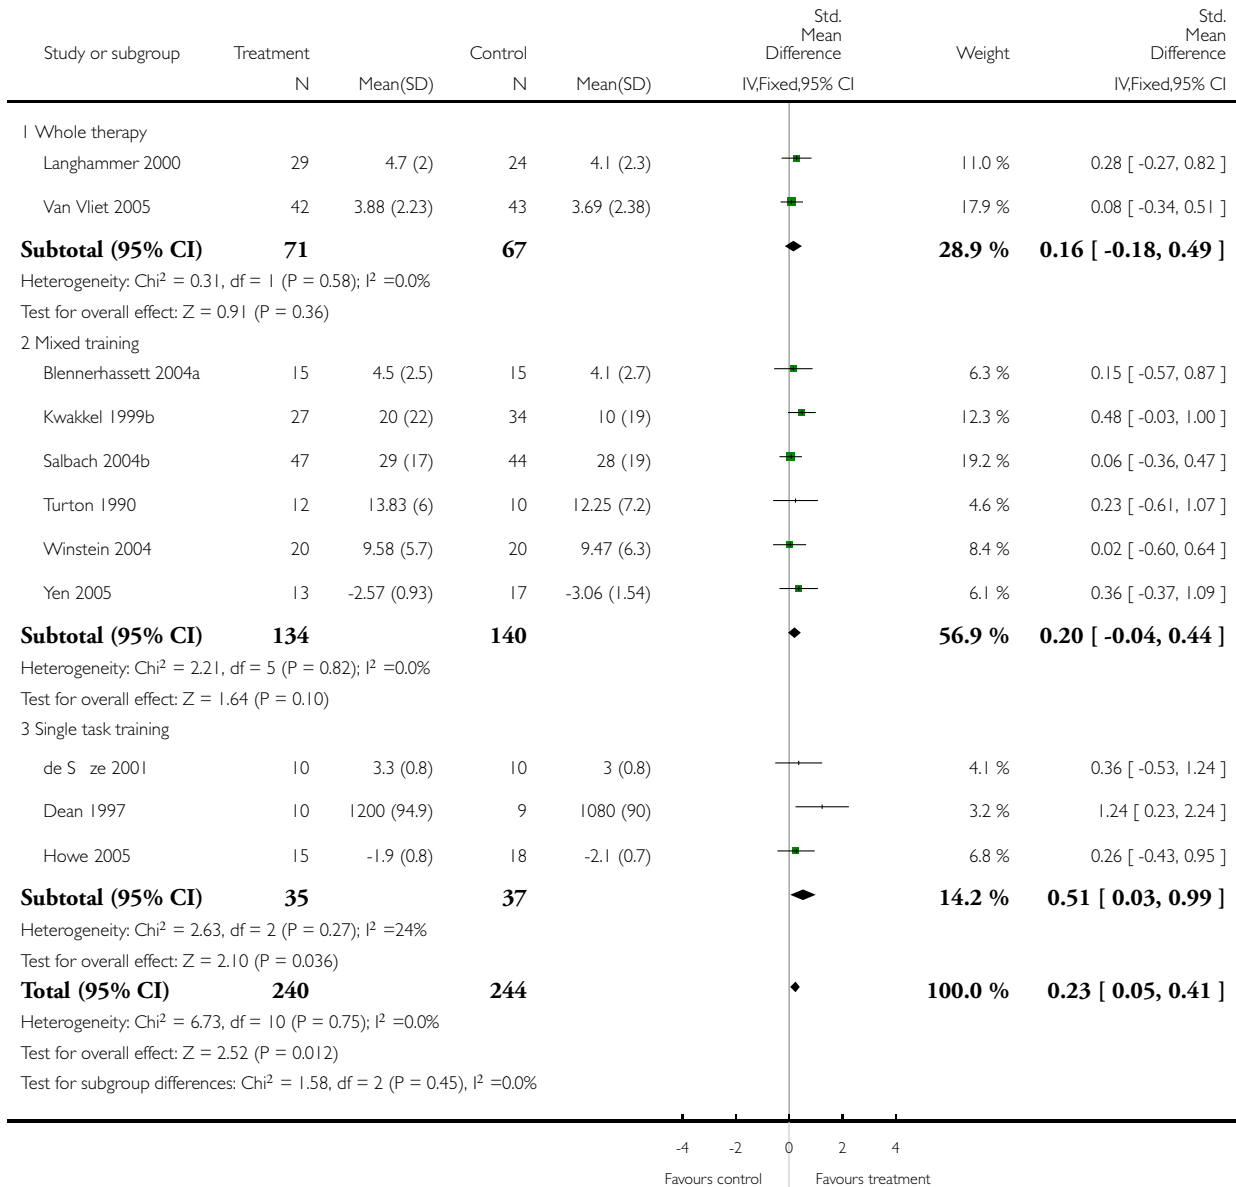 Std. Mean Difference Std. Mean Difference
Study or subgroup Treatment Control Weight
N Mean(SD) N Mean(SD) IV,Fixed,95% CI IV,Fixed,95% CI
1 Whole therapy
Langhammer 2000 29 4.7 (2) 24 4.1 (2.3) 11.0 % 0.28 [ -0.27, 0.82 ]
Van Vliet 2005 42 3.88 (2.23) 43 3.69 (2.38) 17.9 % 0.08 [ -0.34, 0.51 ]
Subtotal (95% CI) 71 67 28.9 % 0.16 [ -0.18, 0.49 ]
Heterogeneity: Chi² = 0.31, df = 1 (P = 0.58); I² =0.0%
Test for overall effect: Z = 0.91 (P = 0.36)
2 Mixed training
Blennerhassett 2004a 15 4.5 (2.5) 15 4.1 (2.7) 6.3 % 0.15 [ -0.57, 0.87 ]
Kwakkel 1999b 27 20 (22) 34 10 (19) 12.3 % 0.48 [ -0.03, 1.00 ]
Salbach 2004b 47 29 (17) 44 28 (19) 19.2 % 0.06 [ -0.36, 0.47 ]
Turton 1990 12 13.83 (6) 10 12.25 (7.2) 4.6 % 0.23 [ -0.61, 1.07 ]
Winstein 2004 20 9.58 (5.7) 20 9.47 (6.3) 8.4 % 0.02 [ -0.60, 0.64 ]
Yen 2005 13 -2.57 (0.93) 17 -3.06 (1.54) 6.1 % 0.36 [ -0.37, 1.09 ]
Subtotal (95% CI) 134 140 56.9 % 0.20 [ -0.04, 0.44 ]
Heterogeneity: Chi² = 2.21, df = 5 (P = 0.82); I² =0.0%
Test for overall effect: Z = 1.64 (P = 0.10)
3 Single task training
de S ze 2001 10 3.3 (0.8) 10 3 (0.8) 4.1 % 0.36 [ -0.53, 1.24 ]
Dean 1997 10 1200 (94.9) 9 1080 (90) 3.2 % 1.24 [ 0.23, 2.24 ]
Howe 2005 15 -1.9 (0.8) 18 -2.1 (0.7) 6.8 % 0.26 [ -0.43, 0.95 ]
Subtotal (95% CI) 35 37 14.2 % 0.51 [ 0.03, 0.99 ]
Heterogeneity: Chi² = 2.63, df = 2 (P = 0.27); I² =24%
Test for overall effect: Z = 2.10 (P = 0.036)
Total (95% CI) 240 244 100.0 % 0.23 [ 0.05, 0.41 ]
Heterogeneity: Chi² = 6.73, df = 10 (P = 0.75); I² =0.0%
Test for overall effect: Z = 2.52 (P = 0.012)
Test for subgroup differences: Chi² = 1.58, df = 2 (P = 0.45), I² =0.0%
-4 -2 0 2 4
Favours control Favours treatment